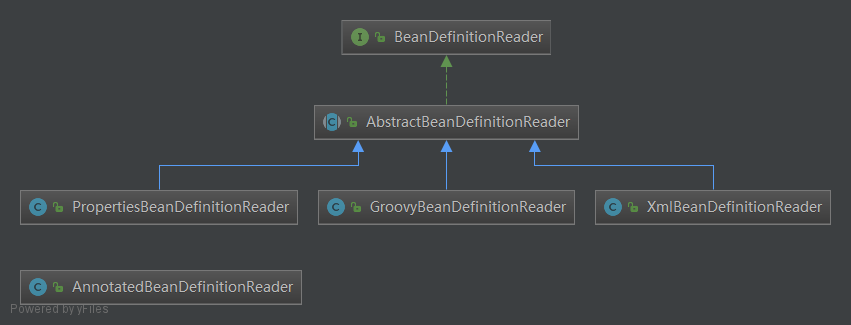 I BeanDefinitionReader
C AbstractBeanDefinitionReader
C PropertiesBeanDefinitionReader
C GroovyBeanDefinitionReader
C XmlBeanDefinitionReader
C AnnotatedBeanDefinitionReader
Powered by yFiles